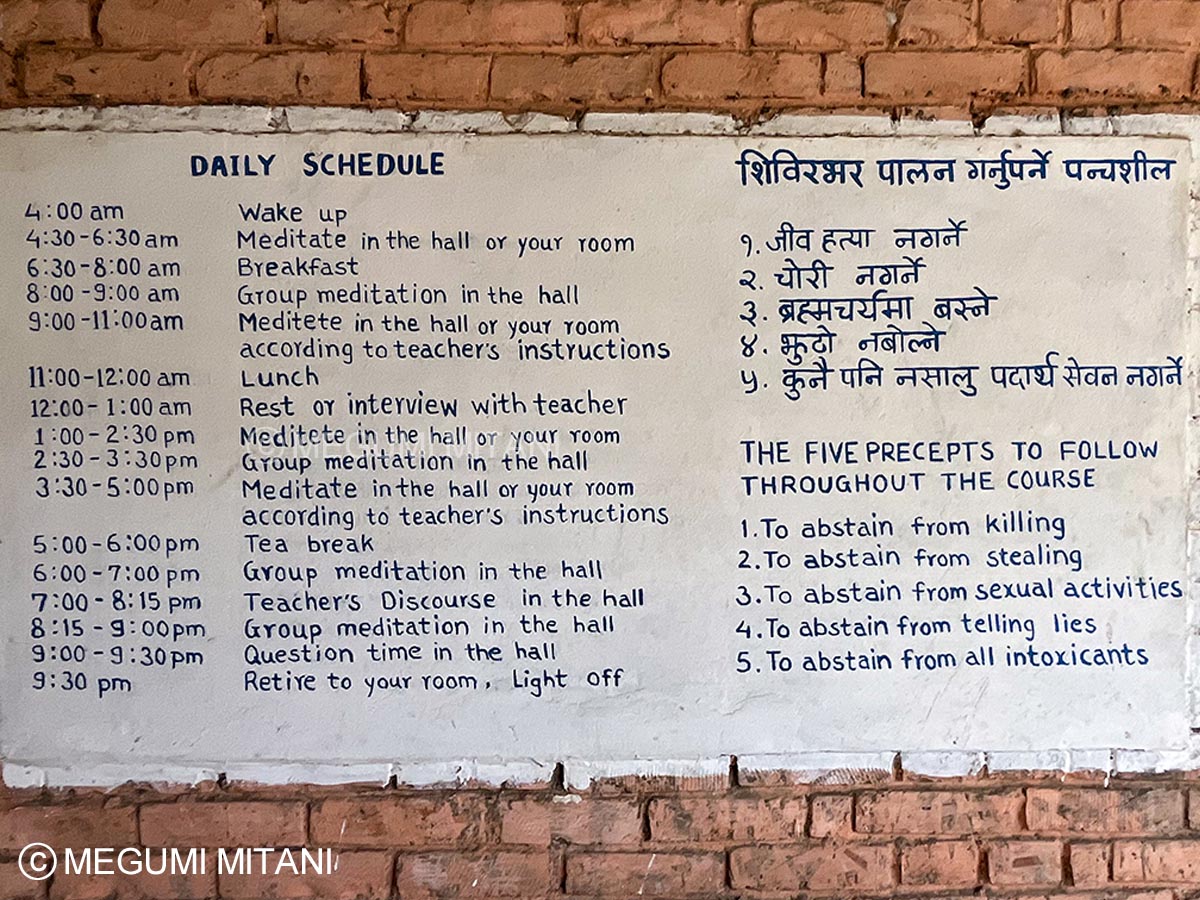 DAILY SCHEDULE
4:00 am Wake up
4:30-6:30 am Meditate in the hall or your room
6:30-8:00 am Breakfast
8:00-9:00 am Group meditation in the hall
9:00-11:00 am Meditete in the hall or your room
according to teacher's instructions
11:00-12:00 am Lunch
12:00-1:00 am Rest or interview with teacher
1:00-2:30 pm Meditete in the hall or your room
2:30-3:30 pm Group meditation in the hall
3:30-5:00 pm Meditate in the hall or your room
according to teacher's instructions
5:00-6:00 pm Tea break
6:00-7:00 pm Group meditation in the hall
7:00-8:15 pm Teacher's Discourse in the hall
8:15-9:00 pm Group meditation in the hall
9:00-9:30 pm Question time in the hall
9:30 pm Retire to your room, Light off
शिविरभर पालन गर्नुपर्ने पन्चशील
१. जीव हत्या नगर्ने
२. चोरी नगर्ने
३. ब्रह्मचर्यमा बस्ने
४. झुठो नबोल्ने
५. कुनै पनि नसालु पदार्थ सेवन नगर्ने
THE FIVE PRECEPTS TO FOLLOW
THROUGHOUT THE COURSE
1. To abstain from killing
2. To abstain from stealing
3. To abstain from sexual activities
4. To abstain from telling lies
5. To abstain from all intoxicants
© MEGUMI MITANI
© MEGUMI MITANI